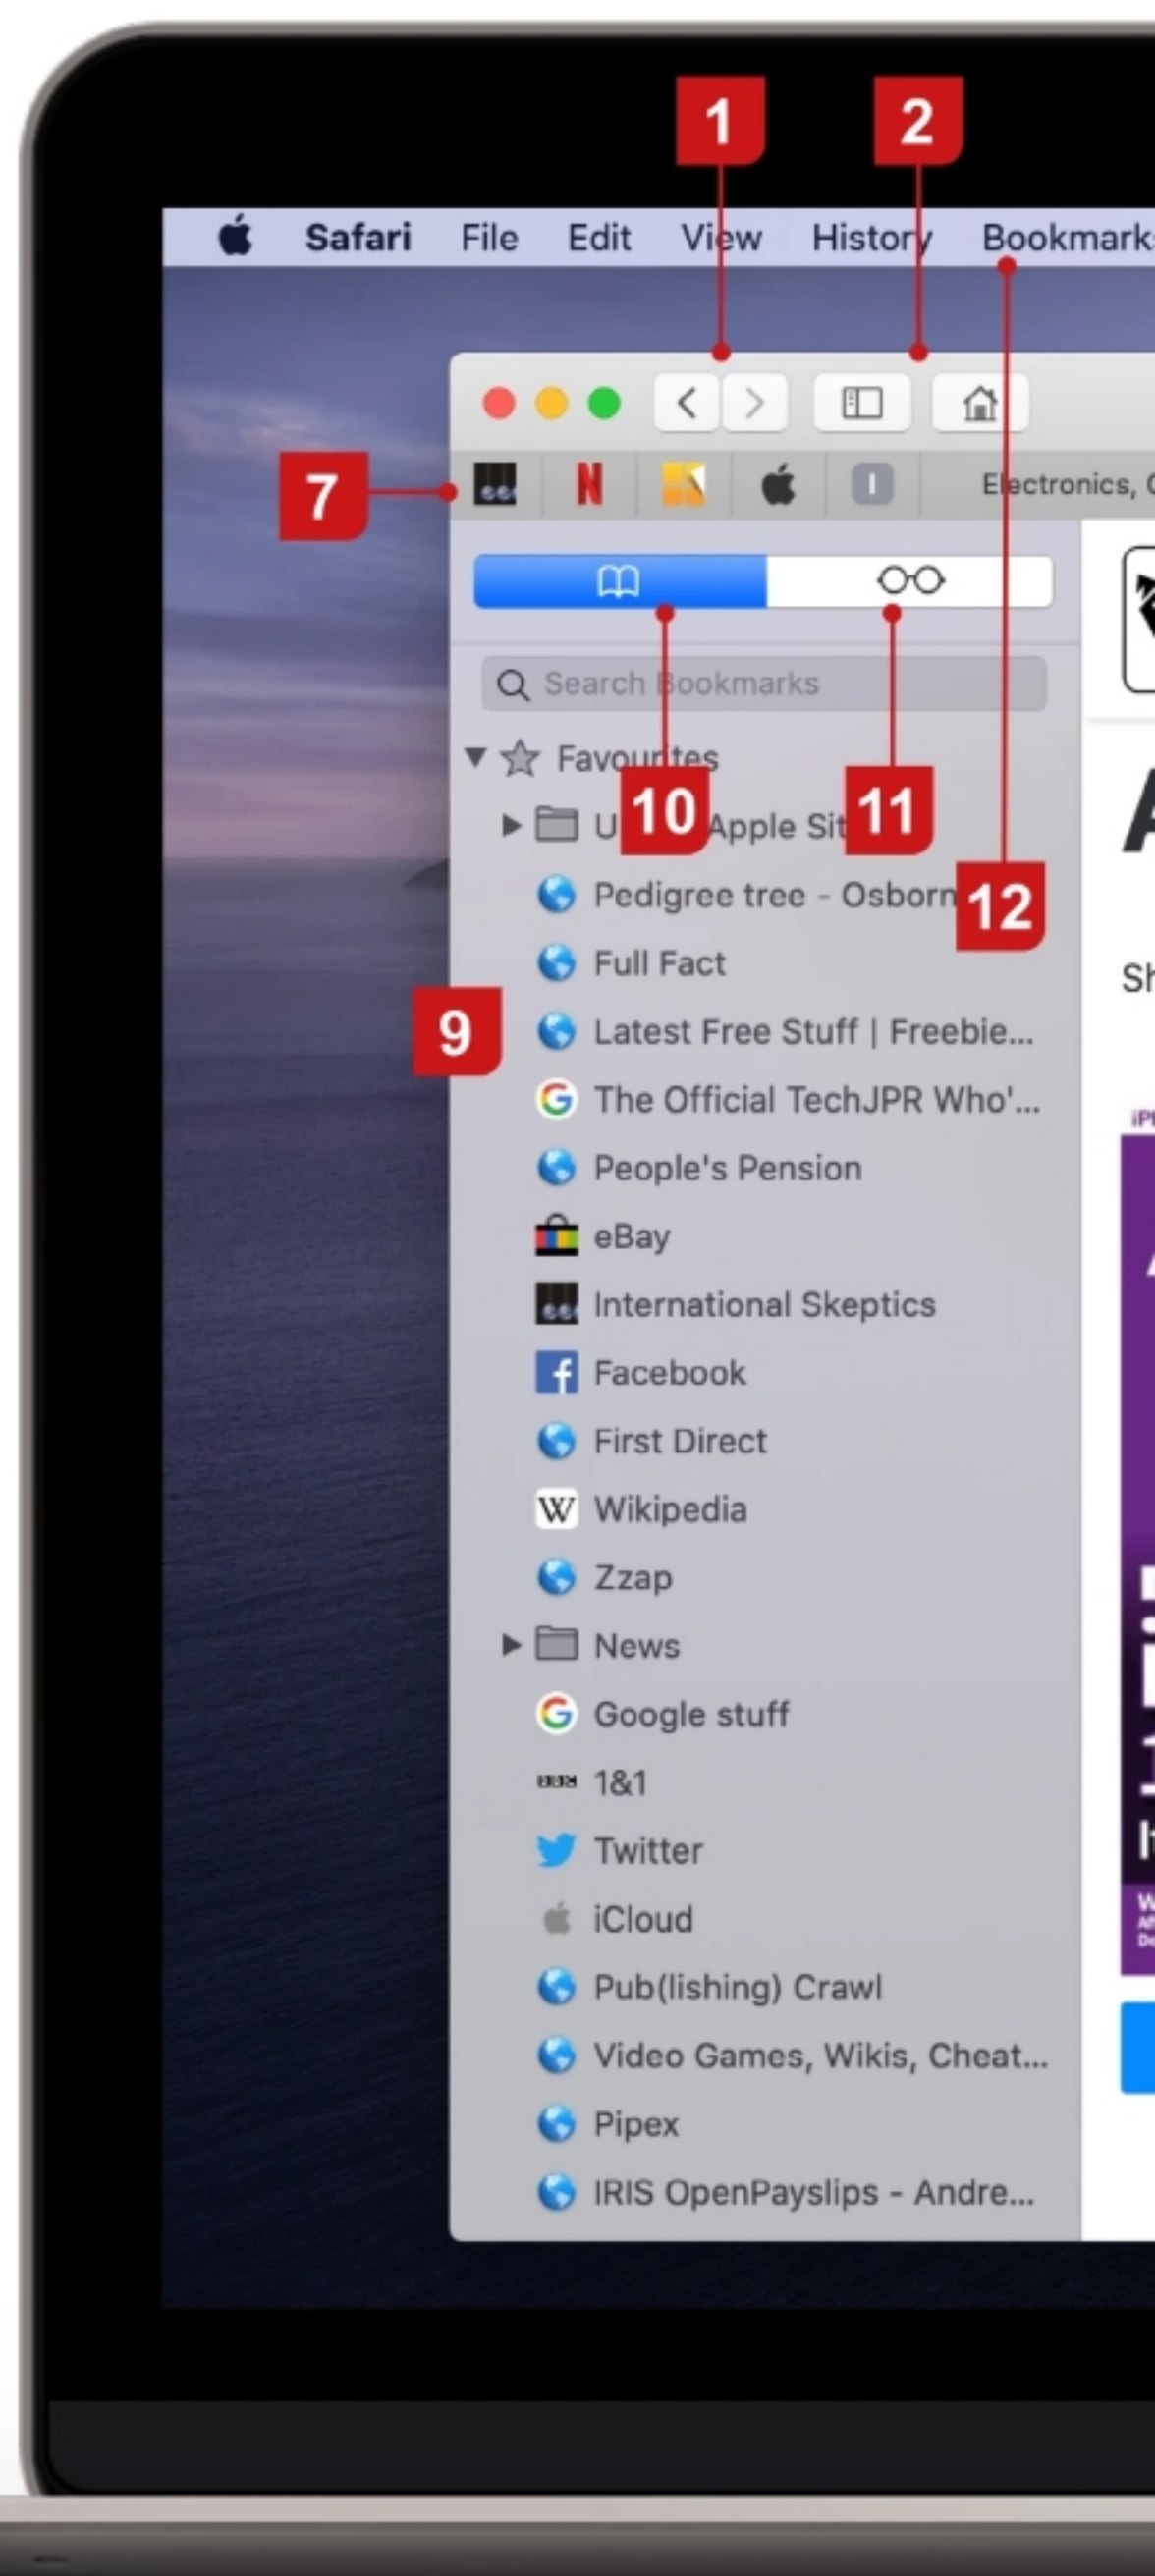 1 2
Safari File Edit View History Bookmarks
7 N I Electronics,
Search Bookmarks
Favourites
10 11
Apple Sit
Pedigree tree - Osborn
12
Full Fact
9
Latest Free Stuff | Freebie...
The Official TechJPR Who'...
People's Pension
eBay
International Skeptics
Facebook
First Direct
W Wikipedia
Zzap
News
Google stuff
1&1
Twitter
iCloud
Pub(lishing) Crawl
Video Games, Wikis, Cheat...
Pipex
IRIS OpenPayslips - Andre...